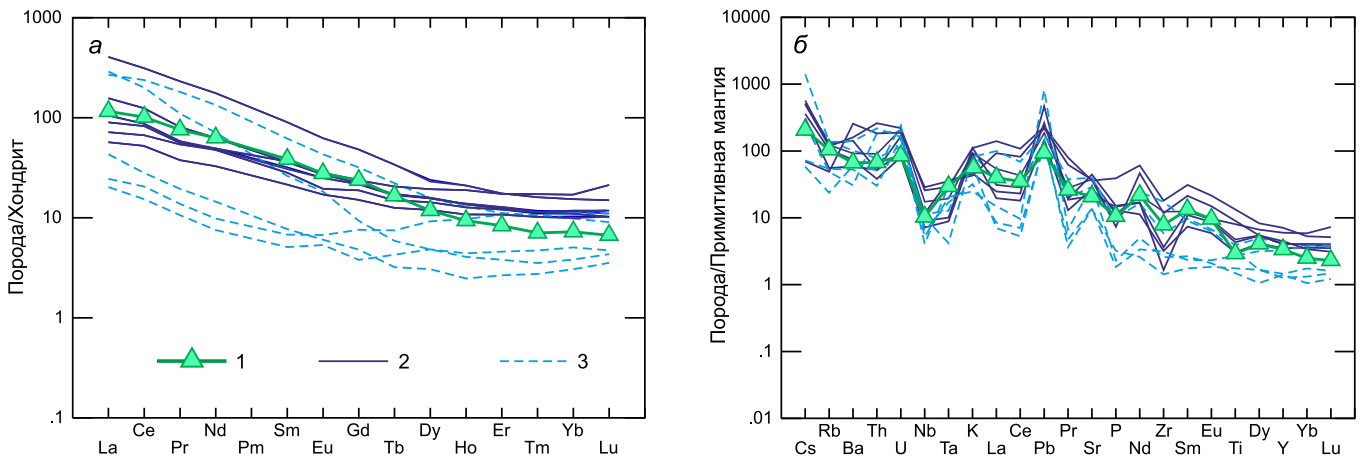 а
Порода/Хондрит
1000
100
10
1
.1
1
2
3
La Ce Pr Nd Pm Sm Eu Gd Tb Dy Ho Er Tm Yb Lu
б
Порода/Примитивная мантия
10000
1000
100
10
1
.1
.01
Cs Rb Ba Th U Nb Ta K La Ce Pb Pr Sr P Nd Zr Sm Eu Ti Dy Y Yb Lu